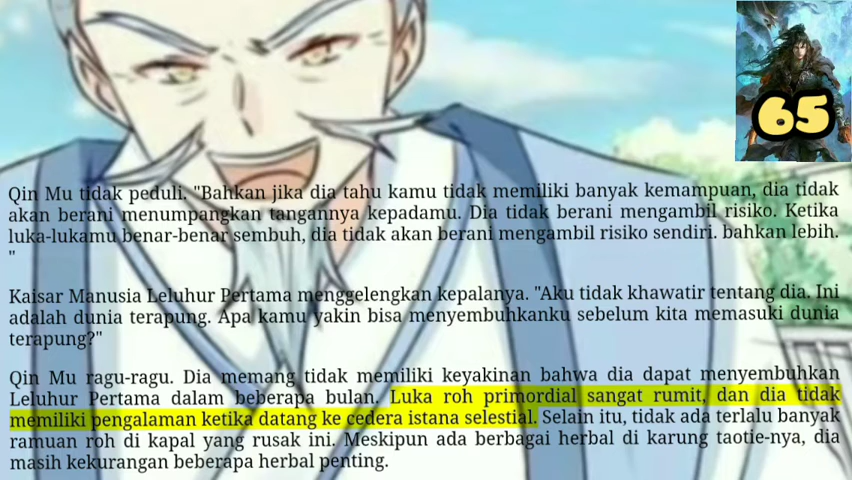 65
Qin Mu tidak peduli. "Bahkan jika dia tahu kamu tidak memiliki banyak kemampuan, dia tidak
akan berani menumpangkan tangannya kepadamu. Dia tidak berani mengambil risiko. Ketika
luka-lukamu benar-benar sembuh, dia tidak akan berani mengambil risiko sendiri. bahkan lebih.
"
Kaisar Manusia Leluhur Pertama menggelengkan kepalanya. "Aku tidak khawatir tentang dia. Ini
adalah dunia terapung. Apa kamu yakin bisa menyembuhkanku sebelum kita memasuki dunia
terapung?"
Qin Mu ragu-ragu. Dia memang tidak memiliki keyakinan bahwa dia dapat menyembuhkan
Leluhur Pertama dalam beberapa bulan. Luka roh primordial sangat rumit, dan dia tidak
memiliki pengalaman ketika datang ke cedera istana selestial. Selain itu, tidak ada terlalu banyak
ramuan roh di kapal yang rusak ini. Meskipun ada berbagai herbal di karung taotie-nya, dia
masih kekurangan beberapa herbal penting.